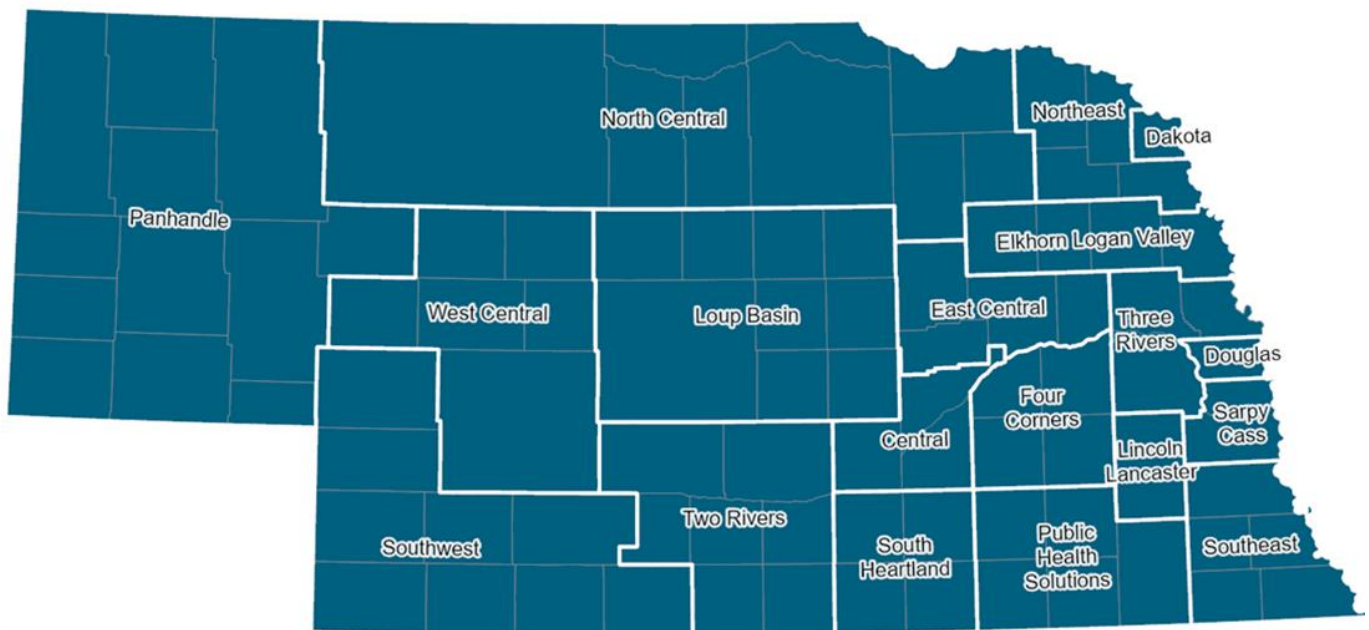 North Central
Northeast
Dakota
Panhandle
Elkhorn Logan Valley
West Central
Loup Basin
East Central
Three
Rivers
Douglas
Four
Corners
Sarpy
Cass
Central
Lincoln
Lancaster
Two Rivers
Southwest
South
Heartland
Public
Health
Solutions
Southeast